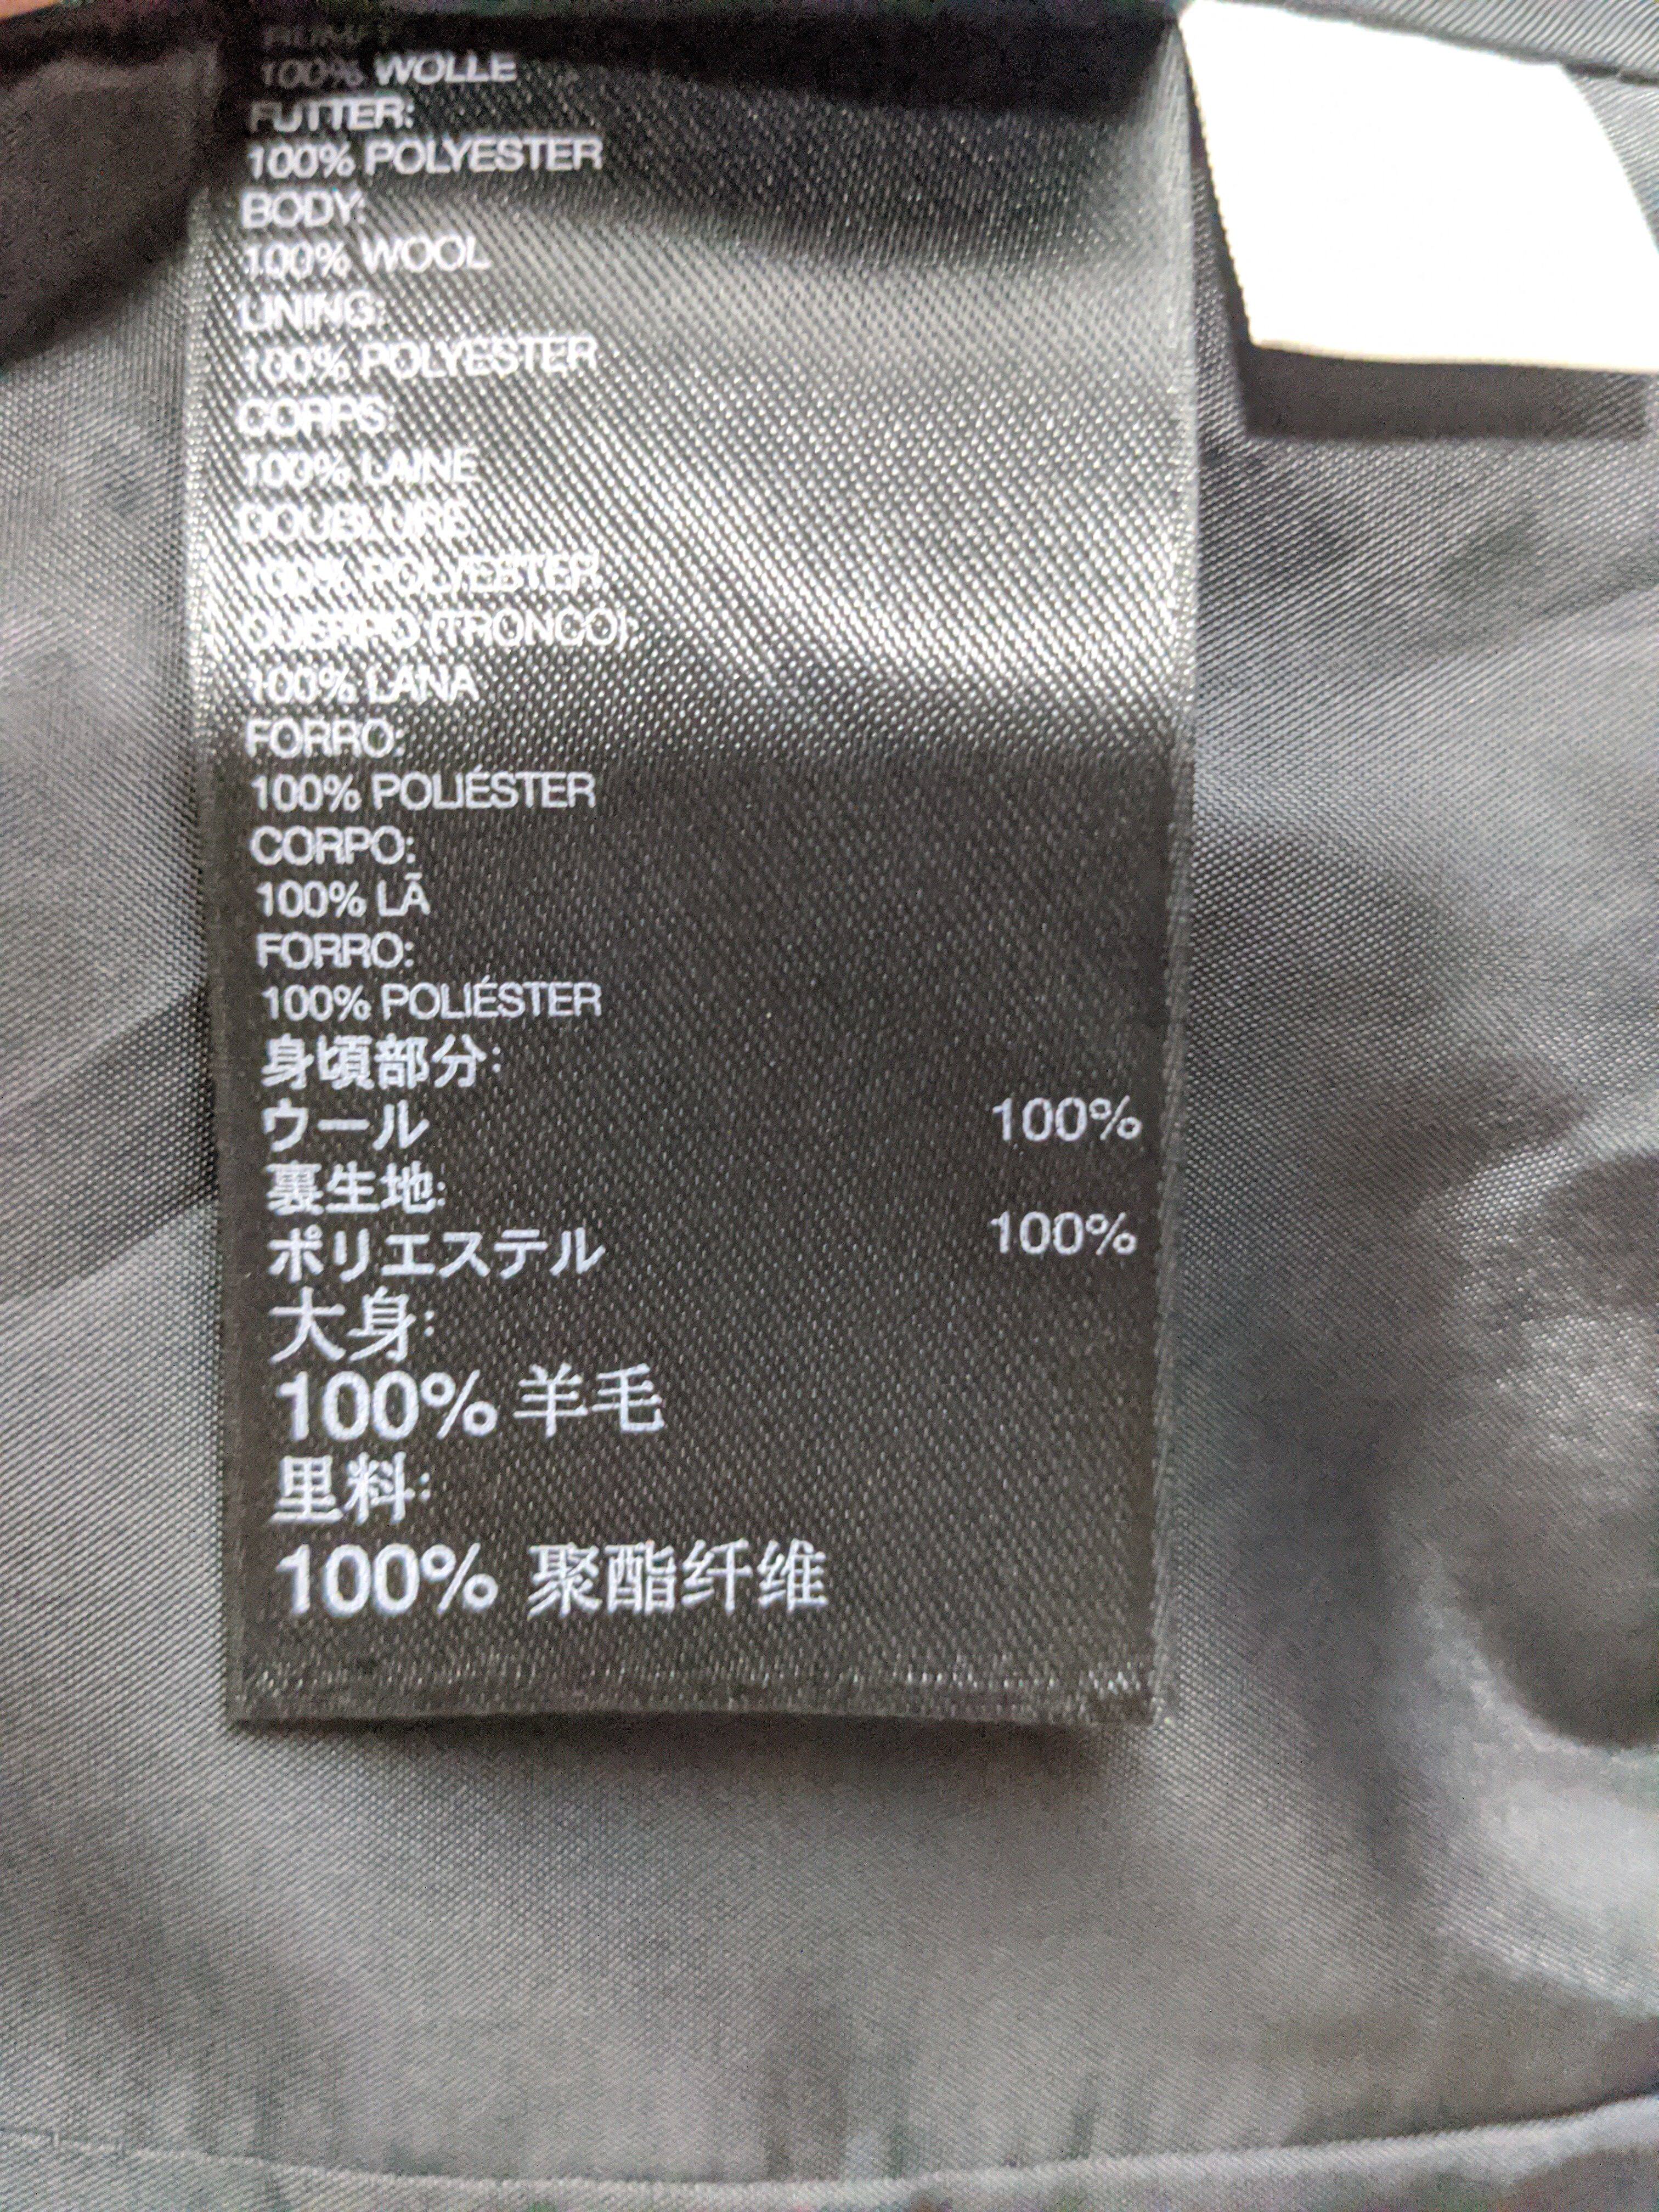 100% WOLLE
FUTTER:
100% POLYESTER
BODY:
100% WOOL
LINING:
100% POLYESTER
CORPS:
100% LAINE
DOUBLURE:
100% POLYESTER
CUERPO (TRONCO):
100% LANA
FORRO:
100% POLIÉSTER
CORPO:
100% LÃ
FORRO:
100% POLIÉSTER
身頃部分:
ウール 100%
裏生地:
ポリエステル 100%
大身:
100% 羊毛
里料:
100% 聚酯纤维